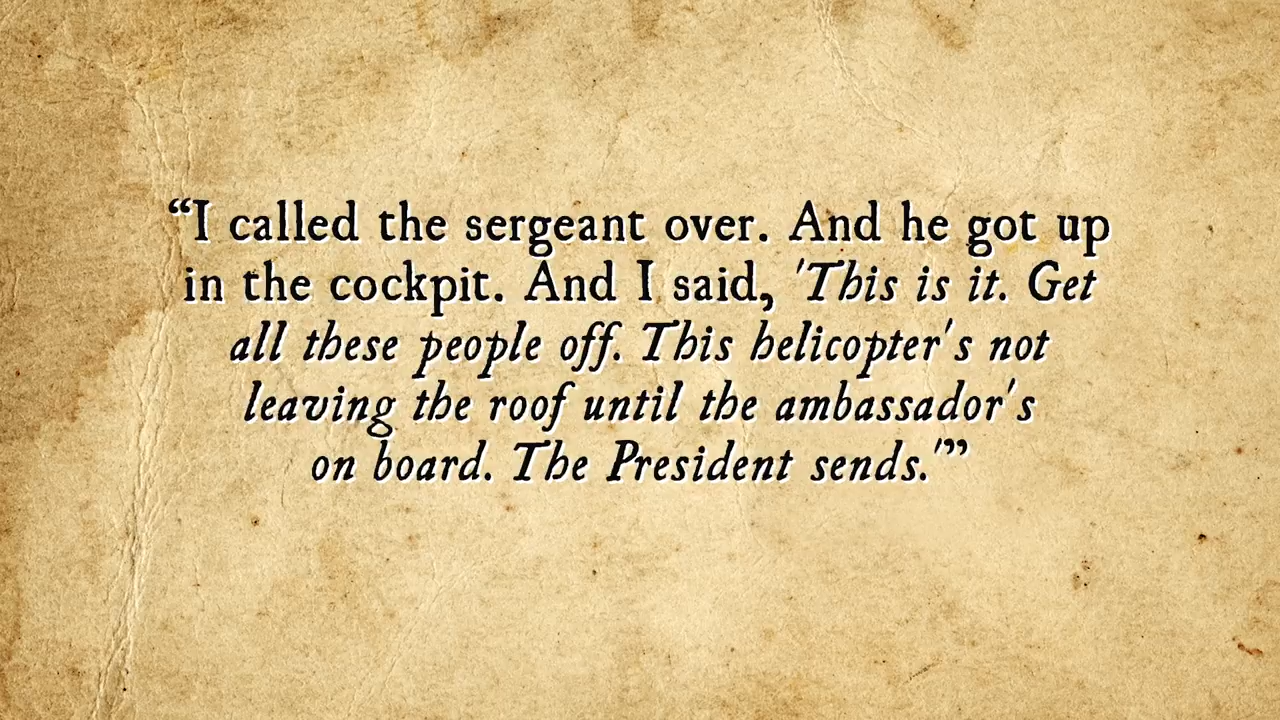 “I called the sergeant over. And he got up
in the cockpit. And I said, 'This is it. Get
all these people off. This helicopter's not
leaving the roof until the ambassador's
on board. The President sends.'”